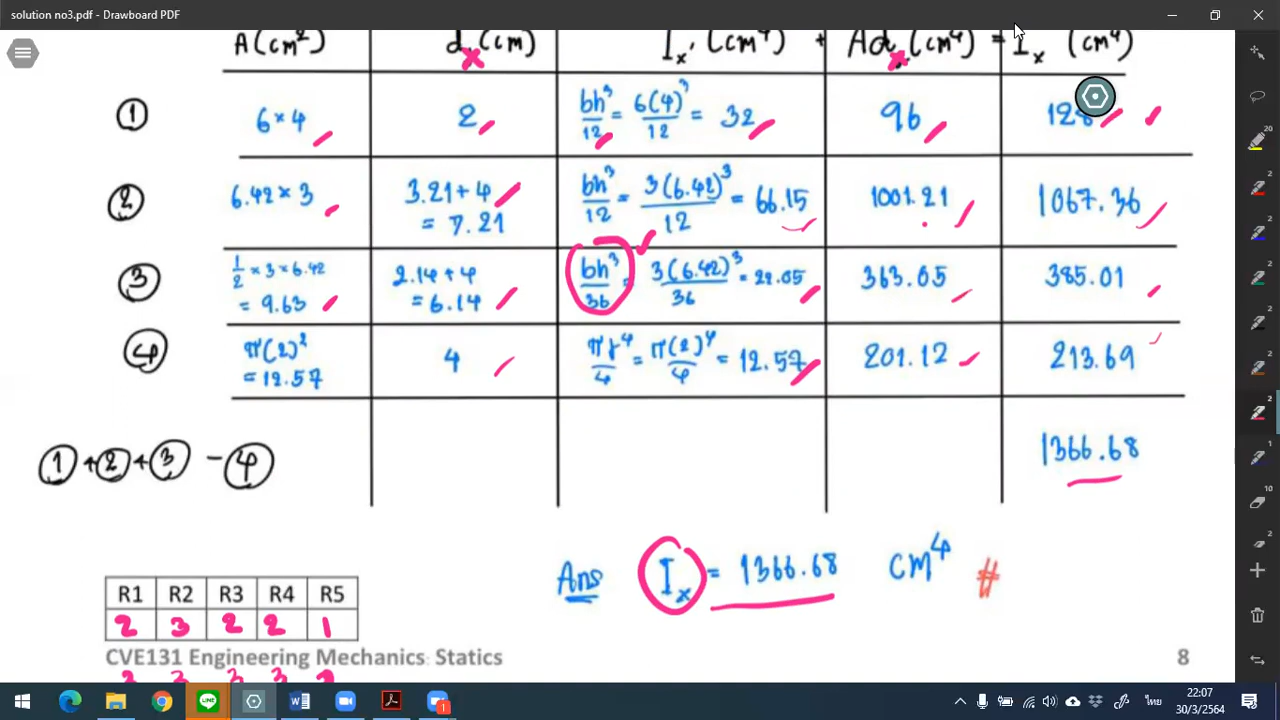 solution no3.pdf - Drawboard PDF
A (cm²) d (cm) Iₓ' (cm⁴) + Ad (cm⁴) = Iₓ (cm⁴)
x x
① 6 × 4 2 bh³/12 = 6(4)³/12 = 32 96 128
② 6.42 × 3 3.21 + 4 = 7.21 bh³/12 = 3(6.42)³/12 = 66.15 1001.21 1067.36
③ 1/2 × 3 × 6.42 = 9.63 2.14 + 4 = 6.14 bh³/36 = 3(6.42)³/36 = 22.05 363.05 385.01
④ π(2)² = 12.57 4 πr⁴/4 = π(2)⁴/4 = 12.57 201.12 213.69
① + ② + ③ - ④ 1366.68
Ans Iₓ = 1366.68 cm⁴ #
R1 R2 R3 R4 R5
2 3 2 2 1
CVE131 Engineering Mechanics: Statics 8
ไทย 22:07
30/3/2564